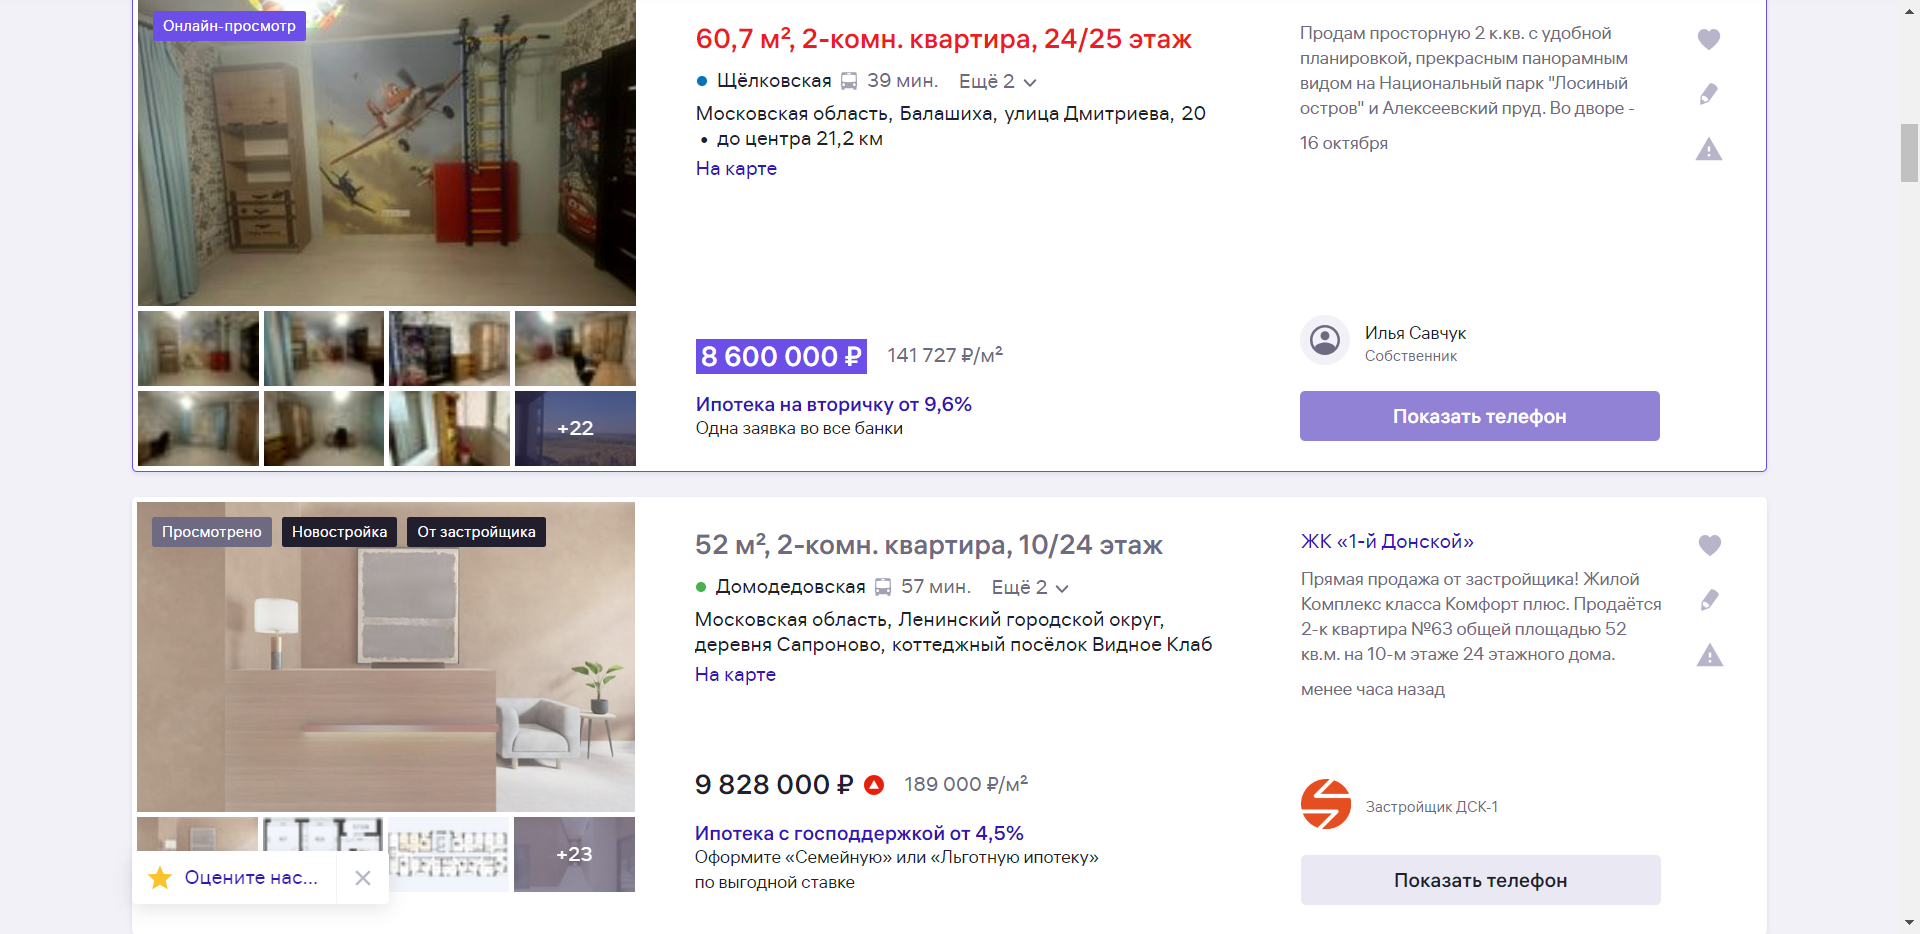 Онлайн-просмотр
60,7 м², 2-комн. квартира, 24/25 этаж
Щёлковская 39 мин. Ещё 2
Московская область, Балашиха, улица Дмитриева, 20
• до центра 21,2 км
На карте
8 600 000 ₽ 141 727 ₽/м²
Ипотека на вторичку от 9,6%
Одна заявка во все банки
+22
Продам просторную 2 к.кв. с удобной
планировкой, прекрасным панорамным
видом на Национальный парк "Лосиный
остров" и Алексеевский пруд. Во дворе -
16 октября
Илья Савчук
Собственник
Показать телефон
Просмотрено Новостройка От застройщика
52 м², 2-комн. квартира, 10/24 этаж
Домодедовская 57 мин. Ещё 2
Московская область, Ленинский городской округ,
деревня Сапроново, коттеджный посёлок Видное Клаб
На карте
9 828 000 ₽ 189 000 ₽/м²
Ипотека с господдержкой от 4,5%
Оформите «Семейную» или «Льготную ипотеку»
по выгодной ставке
+23
ЖК «1-й Донской»
Прямая продажа от застройщика! Жилой
Комплекс класса Комфорт плюс. Продаётся
2-к квартира №63 общей площадью 52
кв.м. на 10-м этаже 24 этажного дома.
менее часа назад
Застройщик ДСК-1
Показать телефон
Оцените нас...